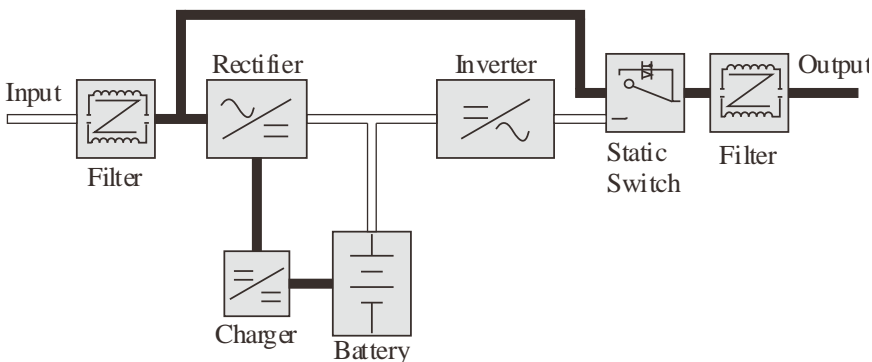 Rectifier
Inverter
Input
Output
Filter
Static
Switch
Filter
Charger
Battery